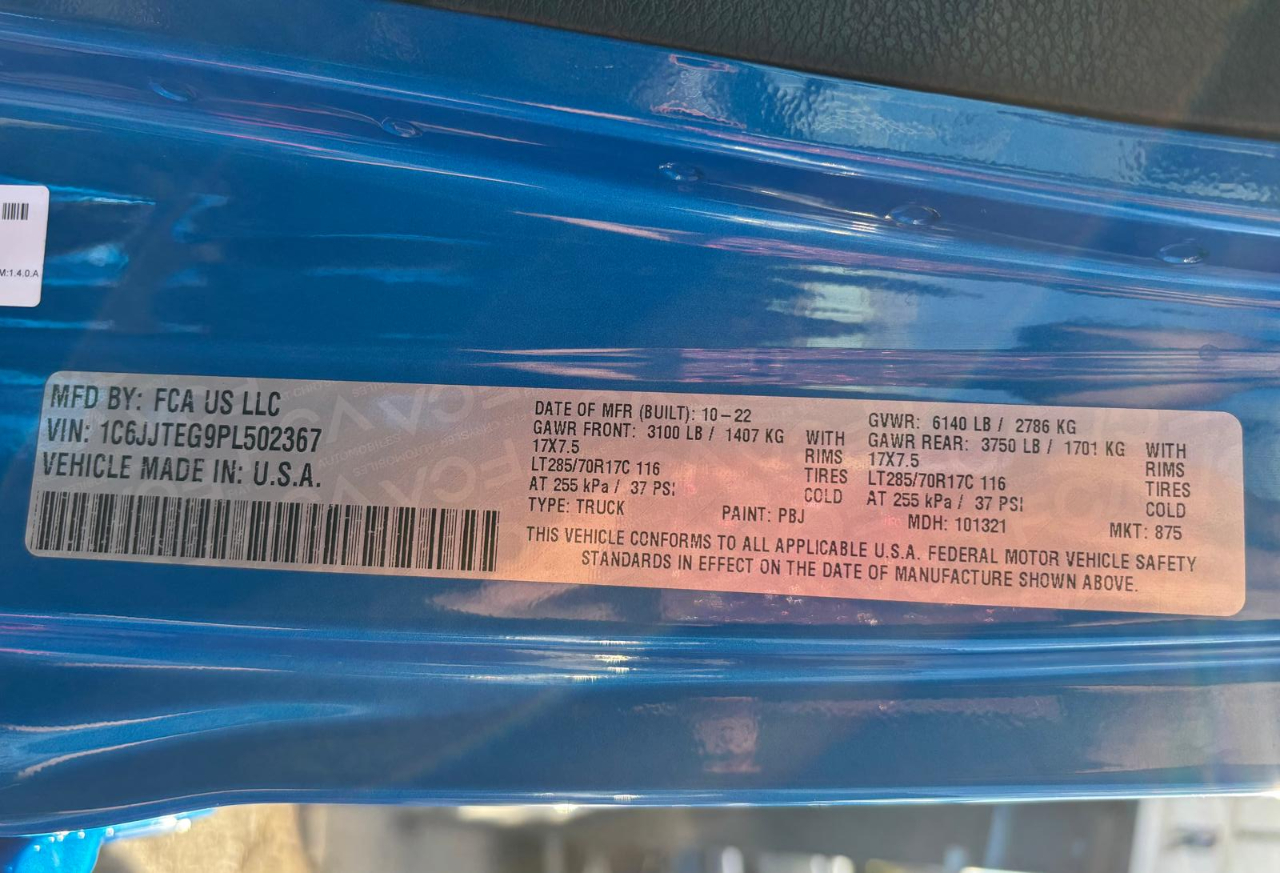 M:1.4.0.A
MFD BY: FCA US LLC
VIN: 1C6JJTEG9PL502367
VEHICLE MADE IN: U.S.A.
DATE OF MFR (BUILT): 10-22
GAWR FRONT: 3100 LB / 1407 KG WITH
17X7.5 RIMS
LT285/70R17C 116 TIRES
AT 255 kPa / 37 PSI COLD
TYPE: TRUCK PAINT: PBJ
GVWR: 6140 LB / 2786 KG
GAWR REAR: 3750 LB / 1701 KG WITH
17X7.5 RIMS
LT285/70R17C 116 TIRES
AT 255 kPa / 37 PSI COLD
MDH: 101321 MKT: 875
THIS VEHICLE CONFORMS TO ALL APPLICABLE U.S.A. FEDERAL MOTOR VEHICLE SAFETY
STANDARDS IN EFFECT ON THE DATE OF MANUFACTURE SHOWN ABOVE.